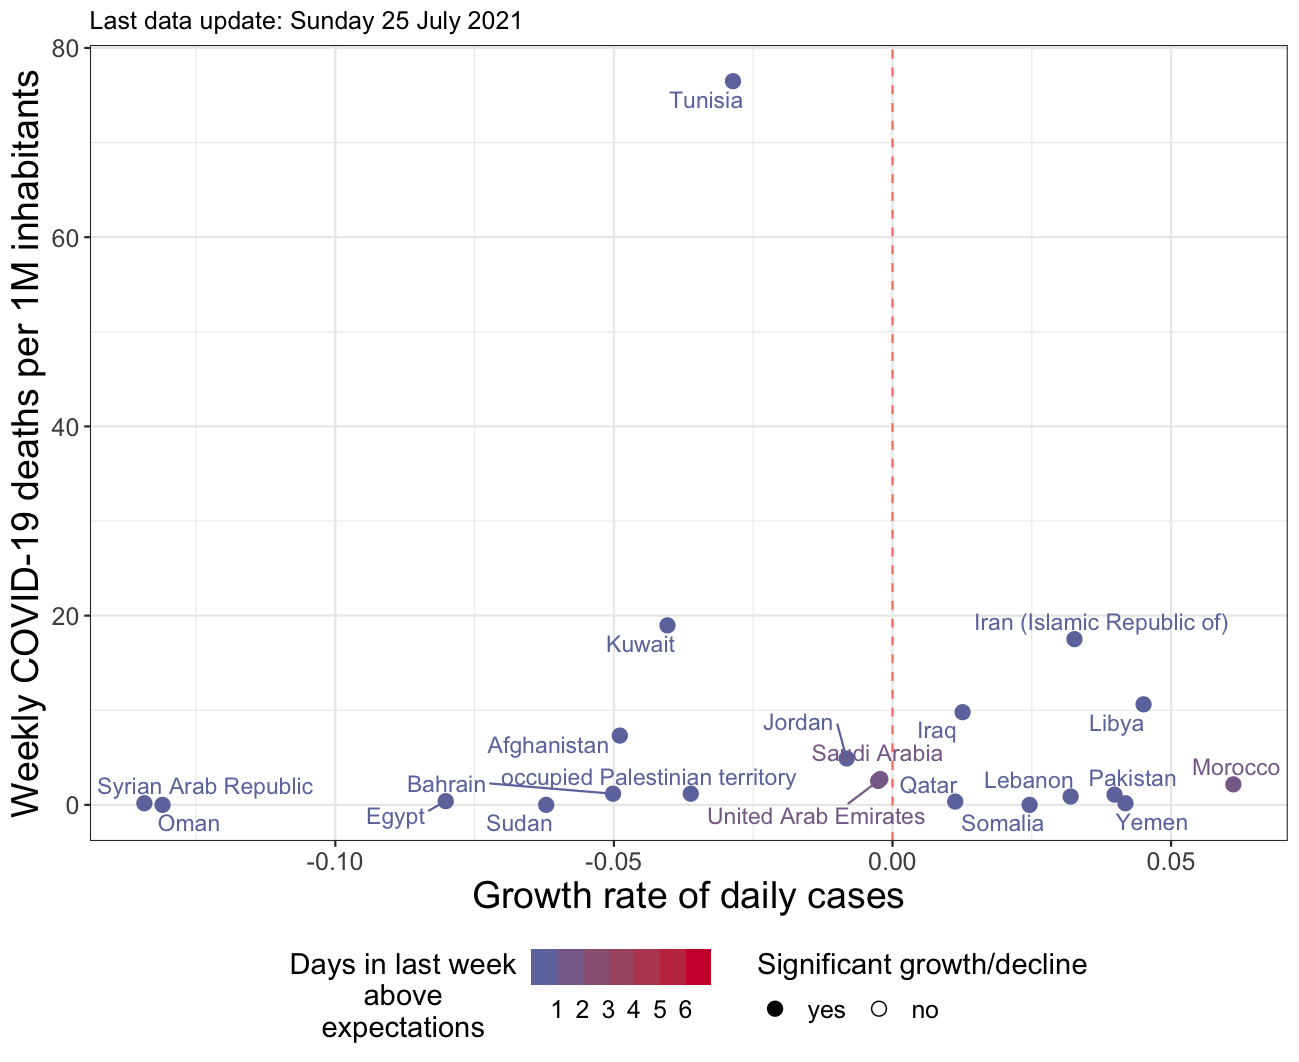 Last data update: Sunday 25 July 2021
Weekly COVID-19 deaths per 1M inhabitants
80
60
40
20
0
Tunisia
Kuwait
Iran (Islamic Republic of)
Jordan
Iraq
Libya
Afghanistan
Saudi Arabia
Syrian Arab Republic
Bahrain
occupied Palestinian territory
Qatar
Lebanon
Pakistan
Morocco
Oman
Egypt
Sudan
United Arab Emirates
Somalia
Yemen
-0.10
-0.05
0.00
0.05
Growth rate of daily cases
Days in last week
above
expectations
1 2 3 4 5 6
Significant growth/decline
yes no